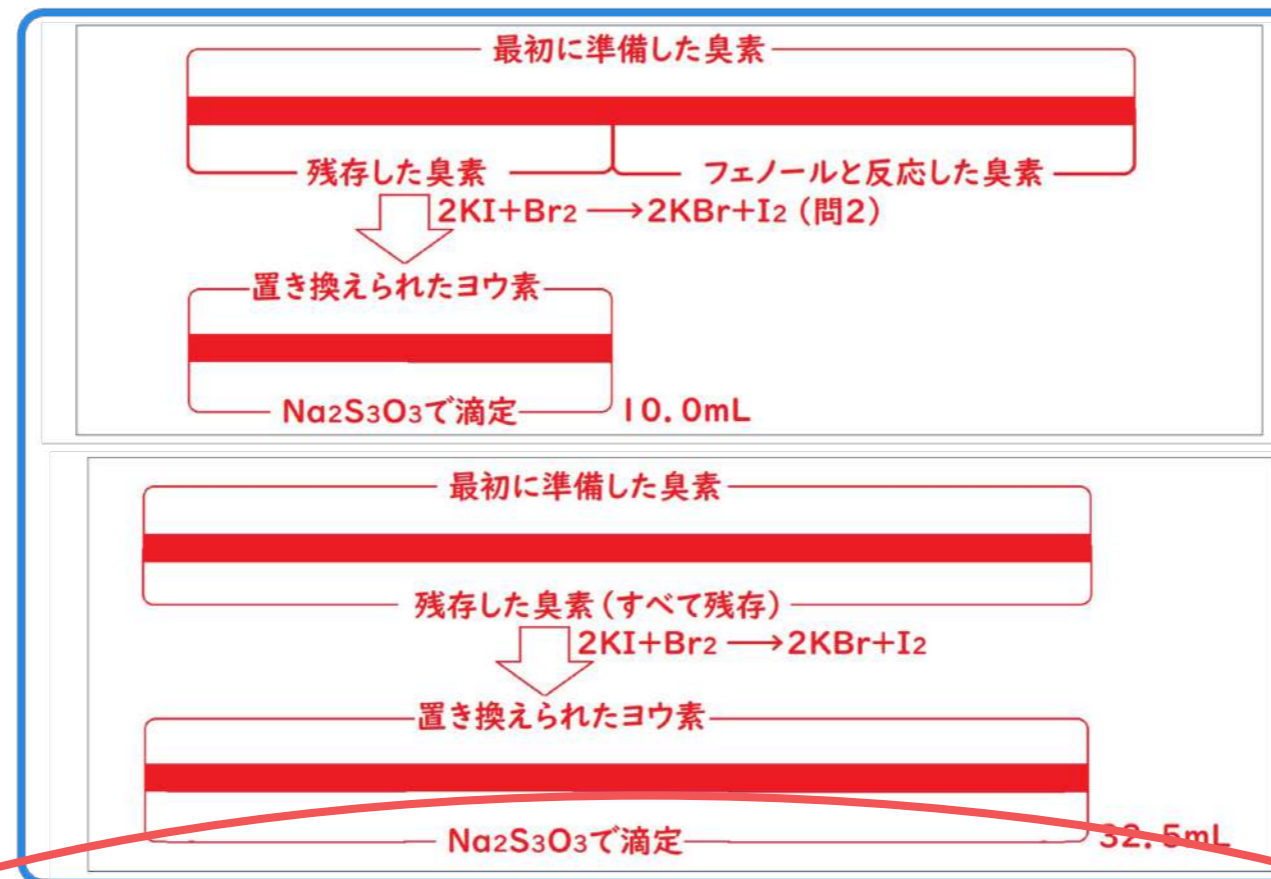 最初に準備した臭素
残存した臭素 フェノールと反応した臭素
2KI+Br2 ⟶2KBr+I2 (問2)
置き換えられたヨウ素
Na2S3O3で滴定 10.0mL
最初に準備した臭素
残存した臭素(すべて残存)
2KI+Br2 ⟶2KBr+I2
置き換えられたヨウ素
Na2S3O3で滴定 32.5mL